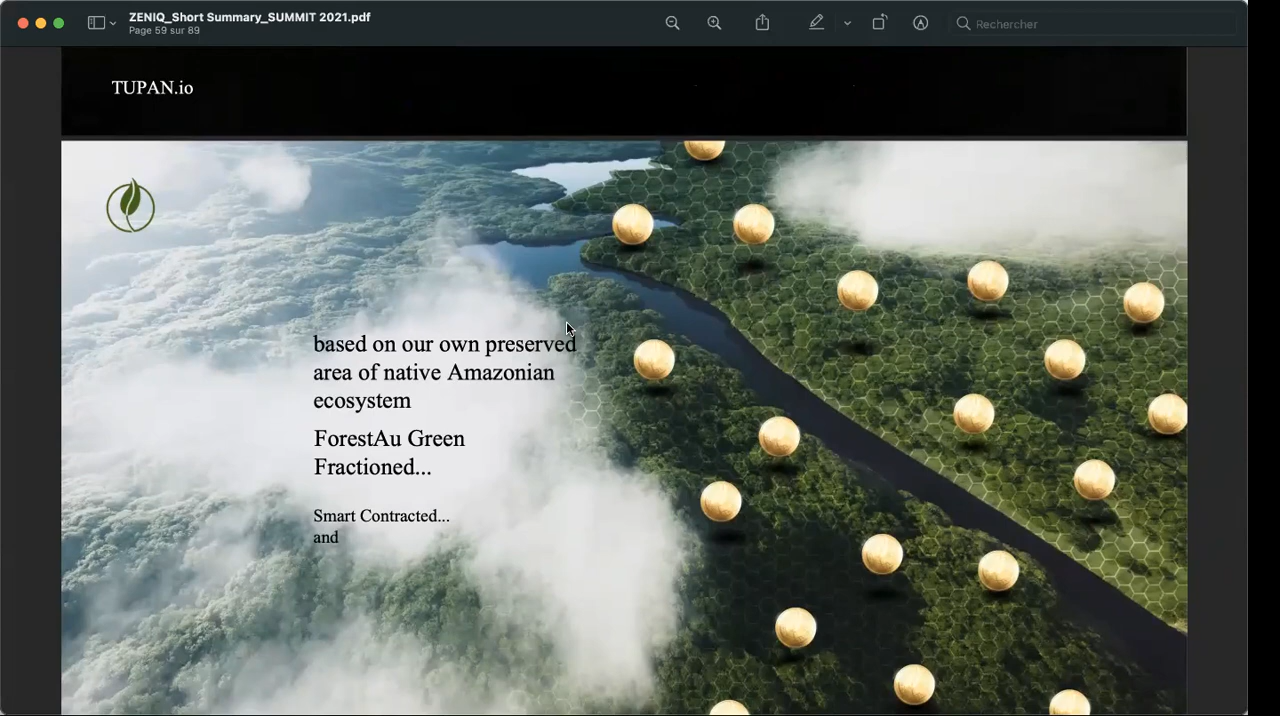 ZENIQ_Short Summary_SUMMIT 2021.pdf
Page 59 sur 89
Rechercher
TUPAN.io
based on our own preserved
area of native Amazonian
ecosystem
ForestAu Green
Fractioned...
Smart Contracted...
and